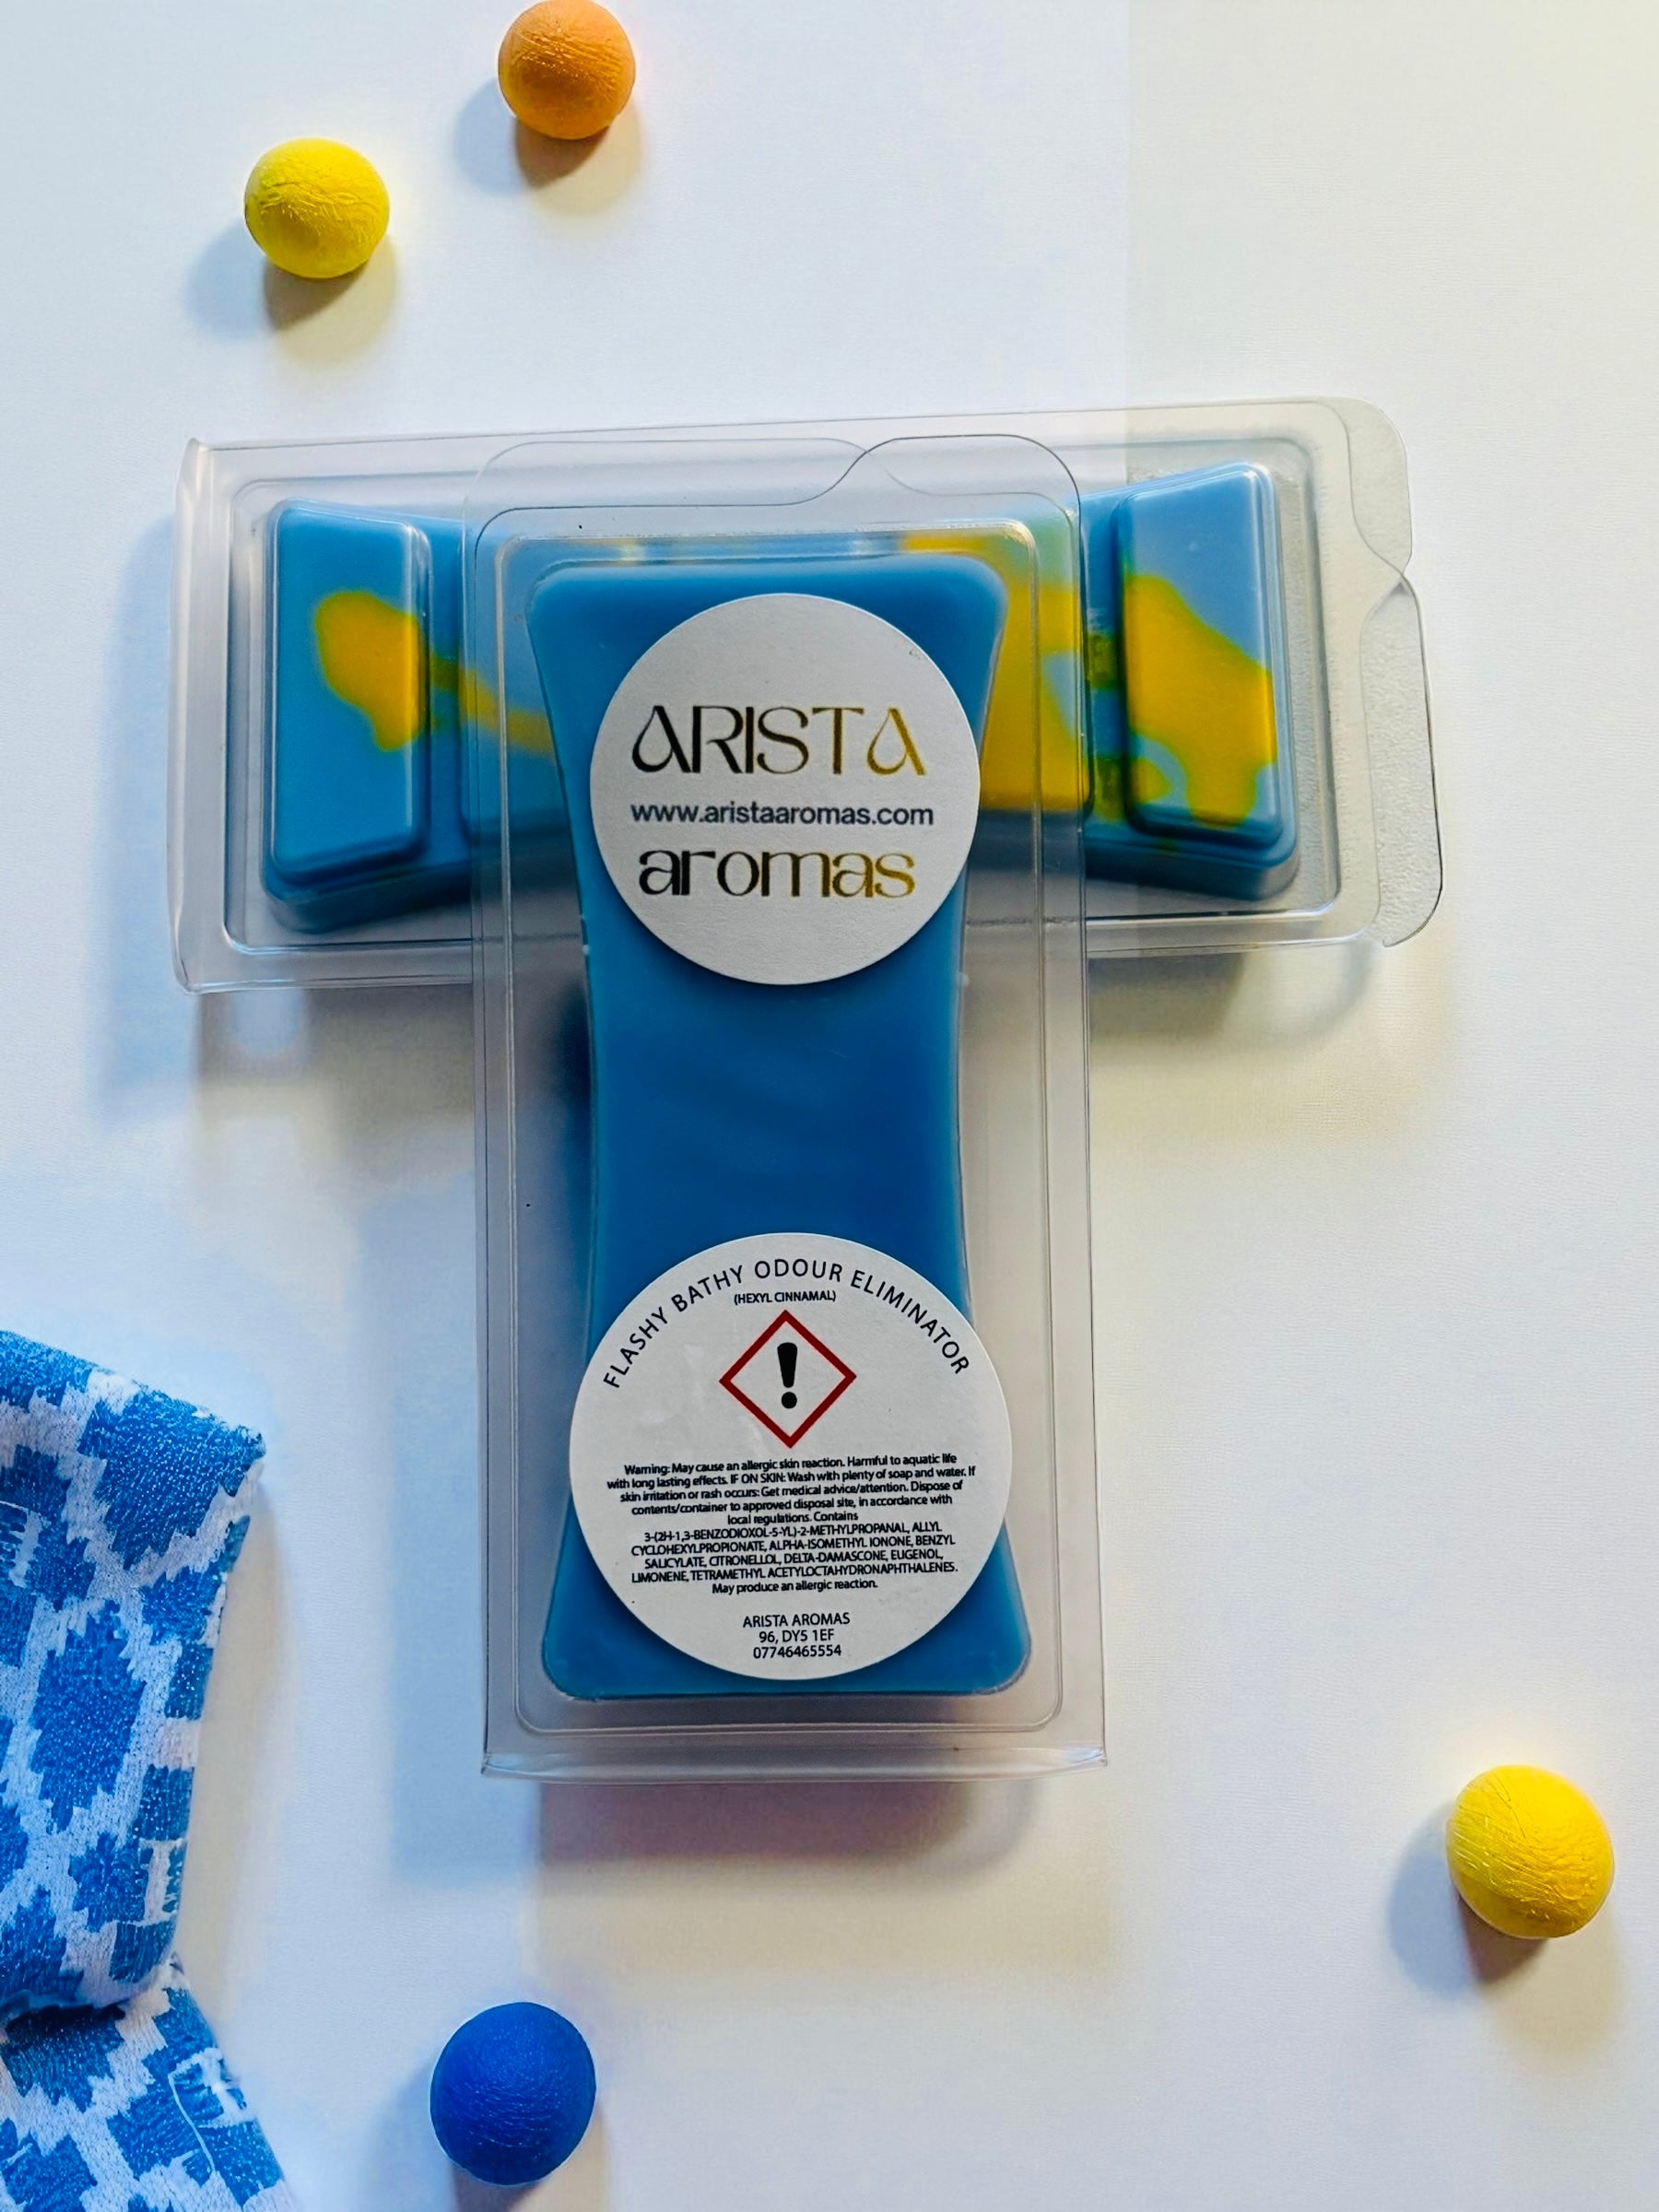 ARISTA
www.aristaaromas.com
aromas
FLASHY BATHY ODOUR ELIMINATOR
(HEXYL CINNAMAL)
Warning: May cause an allergic skin reaction. Harmful to aquatic life
with long lasting effects. IF ON SKIN: Wash with plenty of soap and water. If
skin irritation or rash occurs: Get medical advice/attention. Dispose of
contents/container to approved disposal site, in accordance with
local regulations. Contains
3-(2H-1,3-BENZODIOXOL-5-YL)-2-METHYLPROPANAL, ALLYL
CYCLOHEXYLPROPIONATE, ALPHA-ISOMETHYL IONONE, BENZYL
SALICYLATE, CITRONELLOL, DELTA-DAMASCONE, EUGENOL,
LIMONENE, TETRAMETHYL ACETYLOCTAHYDRONAPHTHALENES.
May produce an allergic reaction.
ARISTA AROMAS
96, DY5 1EF
07746465554